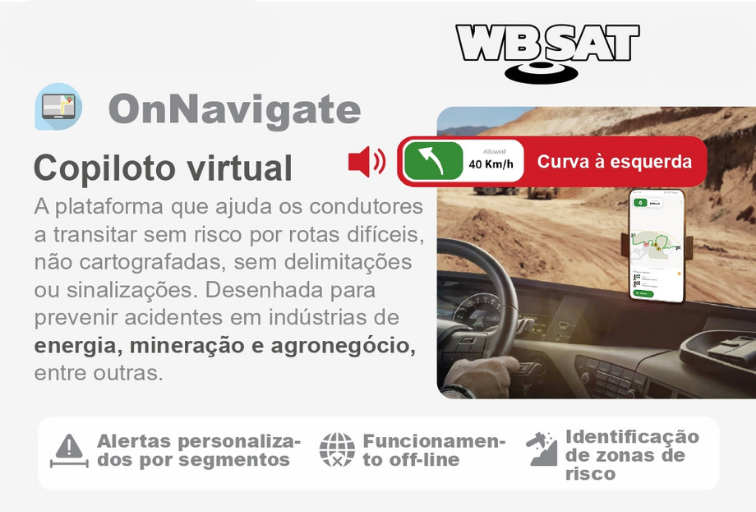 WBSAT
OnNavigate
Copiloto virtual
Allowed
40 Km/h
Curva à esquerda
A plataforma que ajuda os condutores
a transitar sem risco por rotas difíceis,
não cartografadas, sem delimitações
ou sinalizações. Desenhada para
prevenir acidentes em indústrias de
energia, mineração e agronegócio,
entre outras.
Alertas personaliza-
dos por segmentos
Funcionamen-
to off-line
Identificação
de zonas de
risco